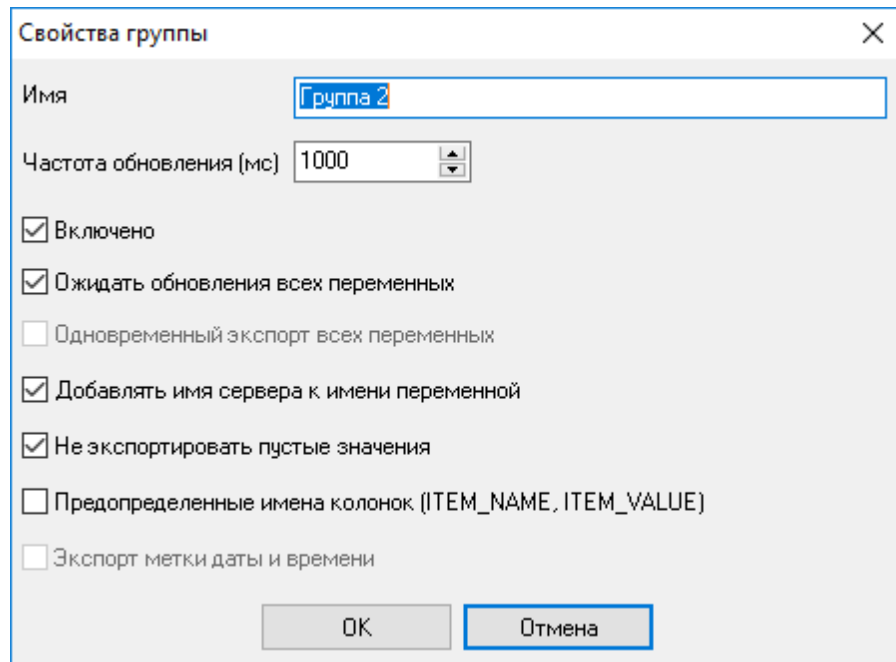 Свойства группы
Имя Группа 2
Частота обновления (мс) 1000
Включено
Ожидать обновления всех переменных
Одновременный экспорт всех переменных
Добавлять имя сервера к имени переменной
Не экспортировать пустые значения
Предопределенные имена колонок (ITEM_NAME, ITEM_VALUE)
Экспорт метки даты и времени
OK Отмена